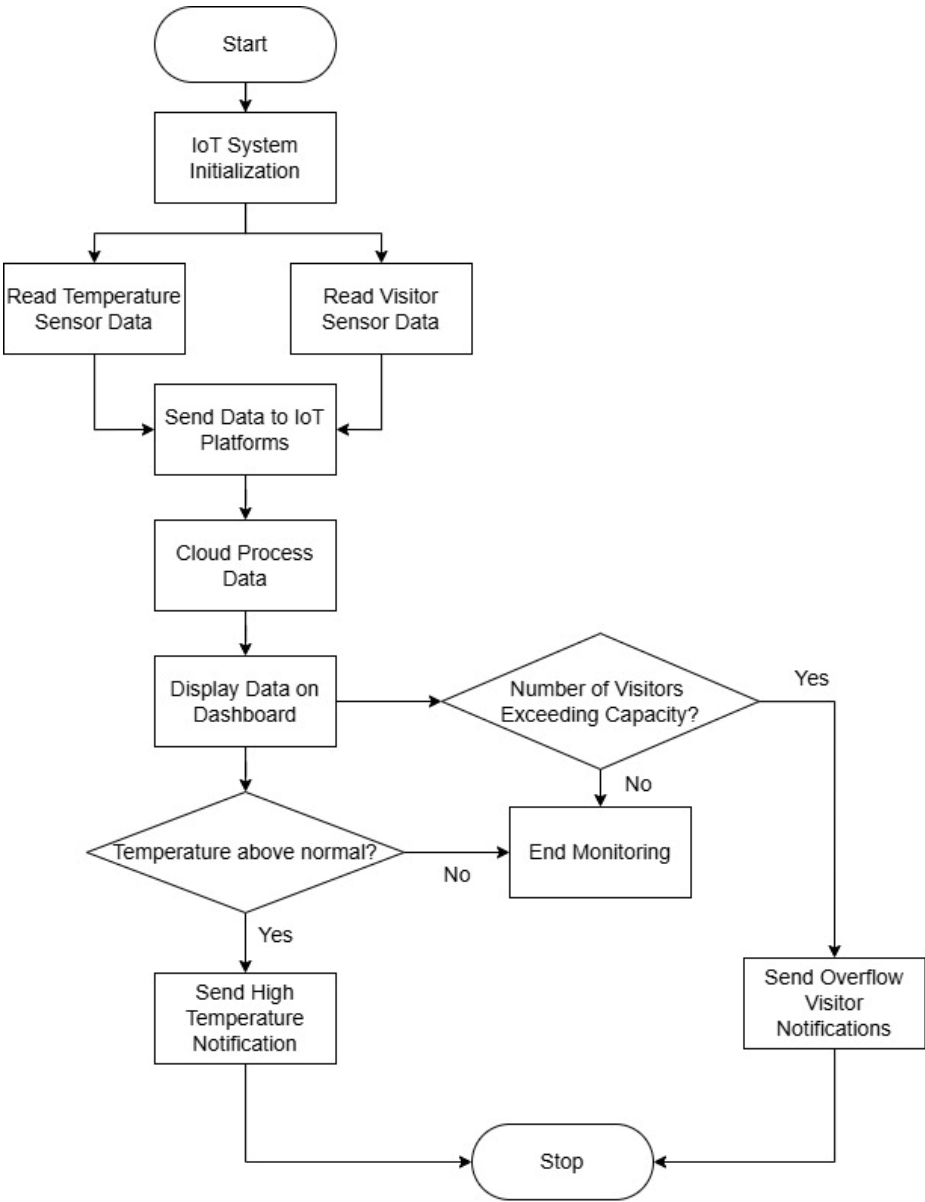 Start
IoT System
Initialization
Read Temperature
Sensor Data
Read Visitor
Sensor Data
Send Data to IoT
Platforms
Cloud Process
Data
Display Data on
Dashboard
Number of Visitors
Exceeding Capacity?
Yes
No
Temperature above normal?
No
End Monitoring
Yes
Send High
Temperature
Notification
Send Overflow
Visitor
Notifications
Stop